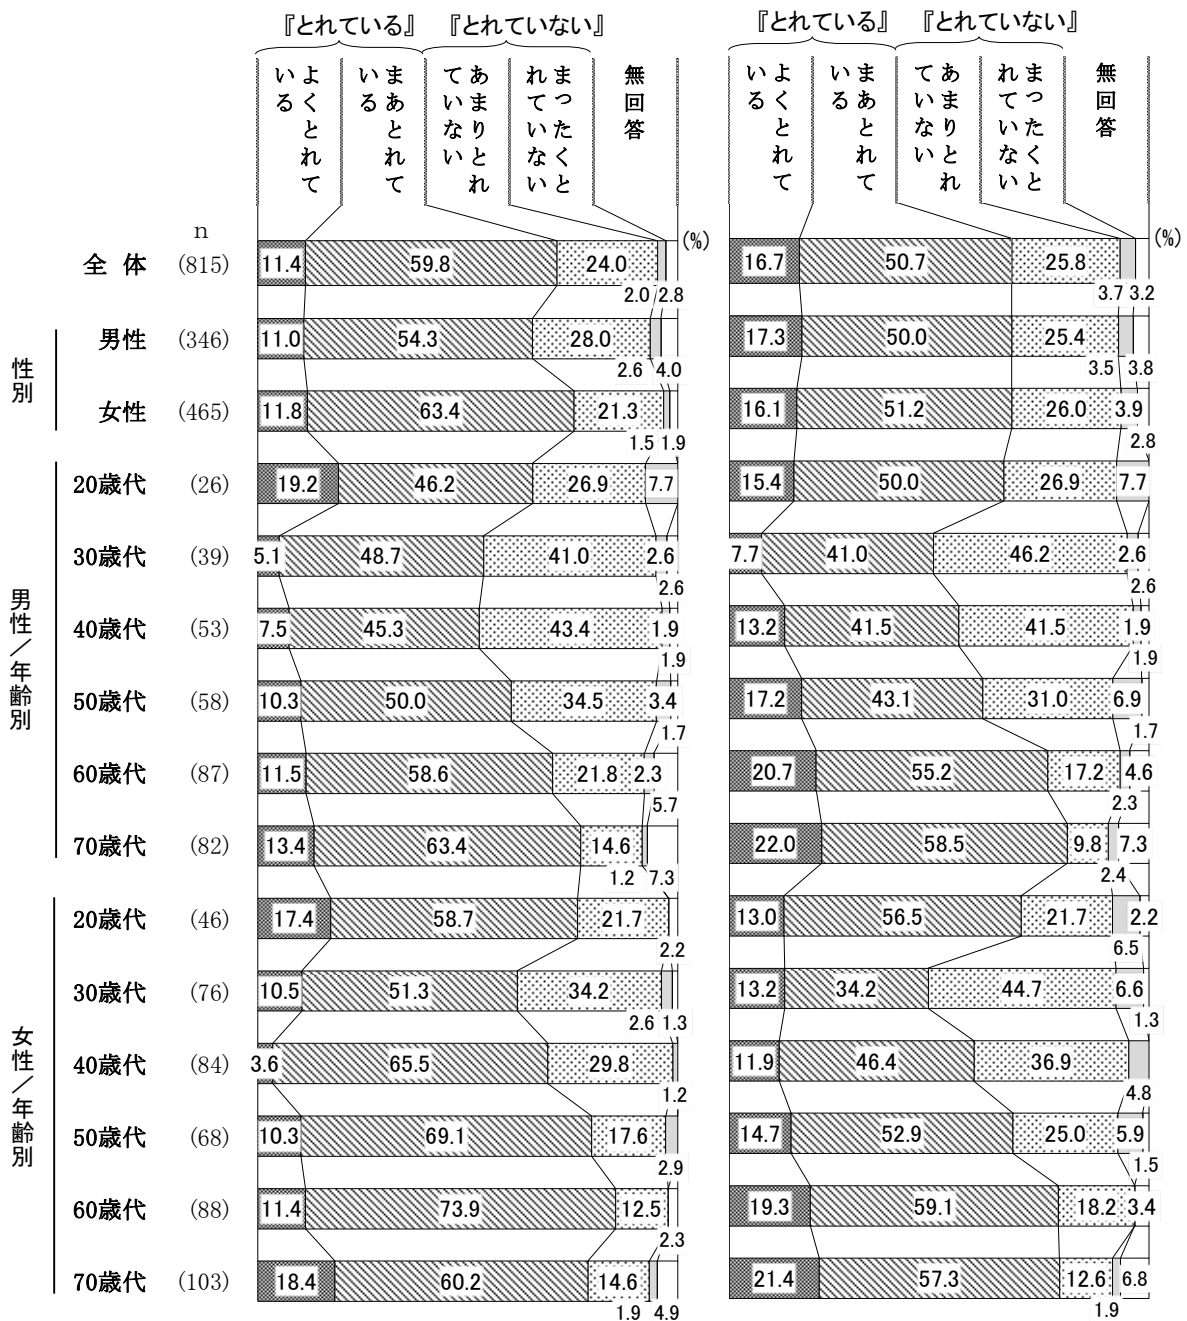 『とれている』 『とれていない』 『とれている』 『とれていない』
よくとれて
いる
まあとれて
いる
あまりとれ
ていない
まったくと
れていない
無回答
よくとれて
いる
まあとれて
いる
あまりとれ
ていない
まったくと
れていない
無回答
n
(%) (%)
全 体 (815) 11.4 59.8 24.0 2.0 2.8 16.7 50.7 25.8 3.7 3.2
性別
男性 (346) 11.0 54.3 28.0 2.6 4.0 17.3 50.0 25.4 3.5 3.8
女性 (465) 11.8 63.4 21.3 1.5 1.9 16.1 51.2 26.0 3.9 2.8
男性/年齢別
20歳代 (26) 19.2 46.2 26.9 7.7 15.4 50.0 26.9 7.7
30歳代 (39) 5.1 48.7 41.0 2.6 2.6 7.7 41.0 46.2 2.6 2.6
40歳代 (53) 7.5 45.3 43.4 1.9 1.9 13.2 41.5 41.5 1.9 1.9
50歳代 (58) 10.3 50.0 34.5 3.4 1.7 17.2 43.1 31.0 6.9 1.7
60歳代 (87) 11.5 58.6 21.8 2.3 5.7 20.7 55.2 17.2 2.3 4.6
70歳代 (82) 13.4 63.4 14.6 1.2 7.3 22.0 58.5 9.8 2.4 7.3
女性/年齢別
20歳代 (46) 17.4 58.7 21.7 2.2 13.0 56.5 21.7 6.5 2.2
30歳代 (76) 10.5 51.3 34.2 2.6 1.3 13.2 34.2 44.7 6.6 1.3
40歳代 (84) 3.6 65.5 29.8 1.2 11.9 46.4 36.9 4.8
50歳代 (68) 10.3 69.1 17.6 2.9 14.7 52.9 25.0 5.9 1.5
60歳代 (88) 11.4 73.9 12.5 2.3 19.3 59.1 18.2 3.4
70歳代 (103) 18.4 60.2 14.6 1.9 4.9 21.4 57.3 12.6 1.9 6.8